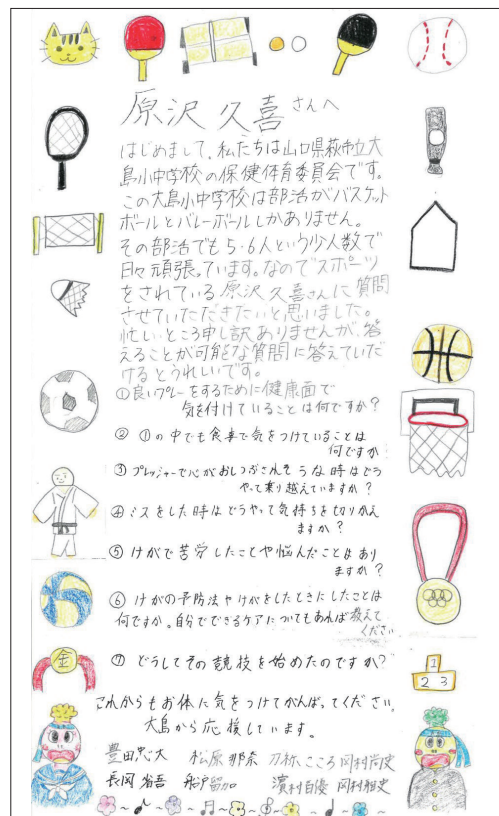 原沢 久喜さんへ
はじめまして、私たちは山口県萩市立大
島小中学校の保健体育委員会です。
この大島小中学校は部活がバスケット
ボールとバレーボールしかありません。
その部活でも5・6人という少人数で
日々頑張っています。なのでスポーツ
をされている原沢久喜さんに質問
させていただきたいと思いました。
忙しいところ申し訳ありませんが、答
えることが可能な質問に答えていただ
けるとうれしいです。
①良いプレーをするために健康面で
気を付けていることは何ですか？
② ①の中でも食事で気をつけていることは
何ですか
③ プレッシャーで心がおしつぶされそうな時はどう
やって乗り越えていますか？
④ ミスをした時はどうやって気持ちを切りかえ
ますか？
⑤ けがで苦労したことや悩んだことはあり
ますか？
⑥ けがの予防法やけがをしたときにしたことは
何ですか。自分でできるケアについてもあれば教えて
ください
金
⑦ どうしてその競技を始めたのですか？
1
2 3
これからもお体に気をつけてがんばってください。
大島から応援しています。
豊田 大 松原 那奈 刀祢 こころ 岡村
長岡 省吾 船戸 留加 濱村 自優 岡村 雅史